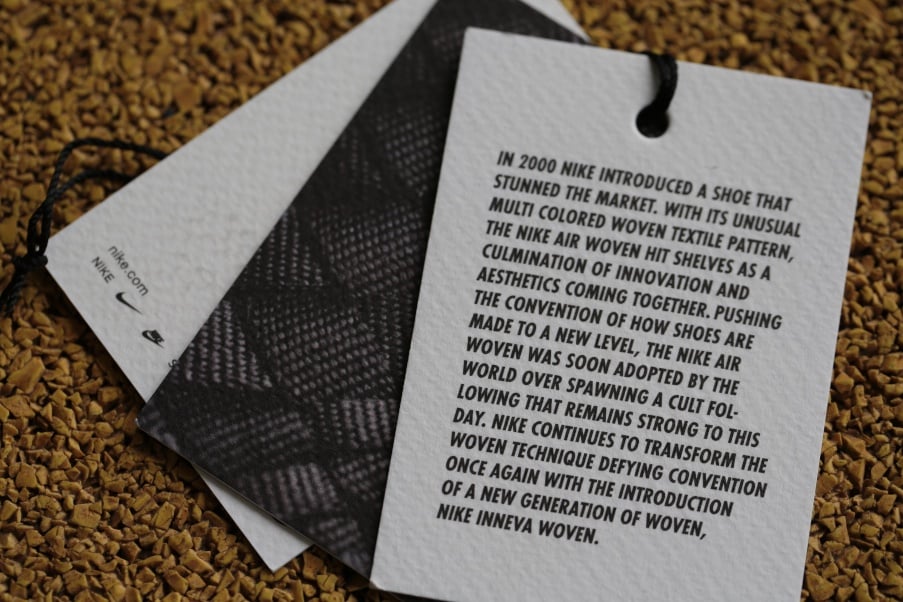 IN 2000 NIKE INTRODUCED A SHOE THAT
STUNNED THE MARKET. WITH ITS UNUSUAL
MULTI COLORED WOVEN TEXTILE PATTERN,
THE NIKE AIR WOVEN HIT SHELVES AS A
CULMINATION OF INNOVATION AND
AESTHETICS COMING TOGETHER. PUSHING
THE CONVENTION OF HOW SHOES ARE
MADE TO A NEW LEVEL, THE NIKE AIR
WOVEN WAS SOON ADOPTED BY THE
WORLD OVER SPAWNING A CULT FOL-
LOWING THAT REMAINS STRONG TO THIS
DAY. NIKE CONTINUES TO TRANSFORM THE
WOVEN TECHNIQUE DEFYING CONVENTION
ONCE AGAIN WITH THE INTRODUCTION
OF A NEW GENERATION OF WOVEN,
NIKE INNEVA WOVEN.
nike.com
NIKE